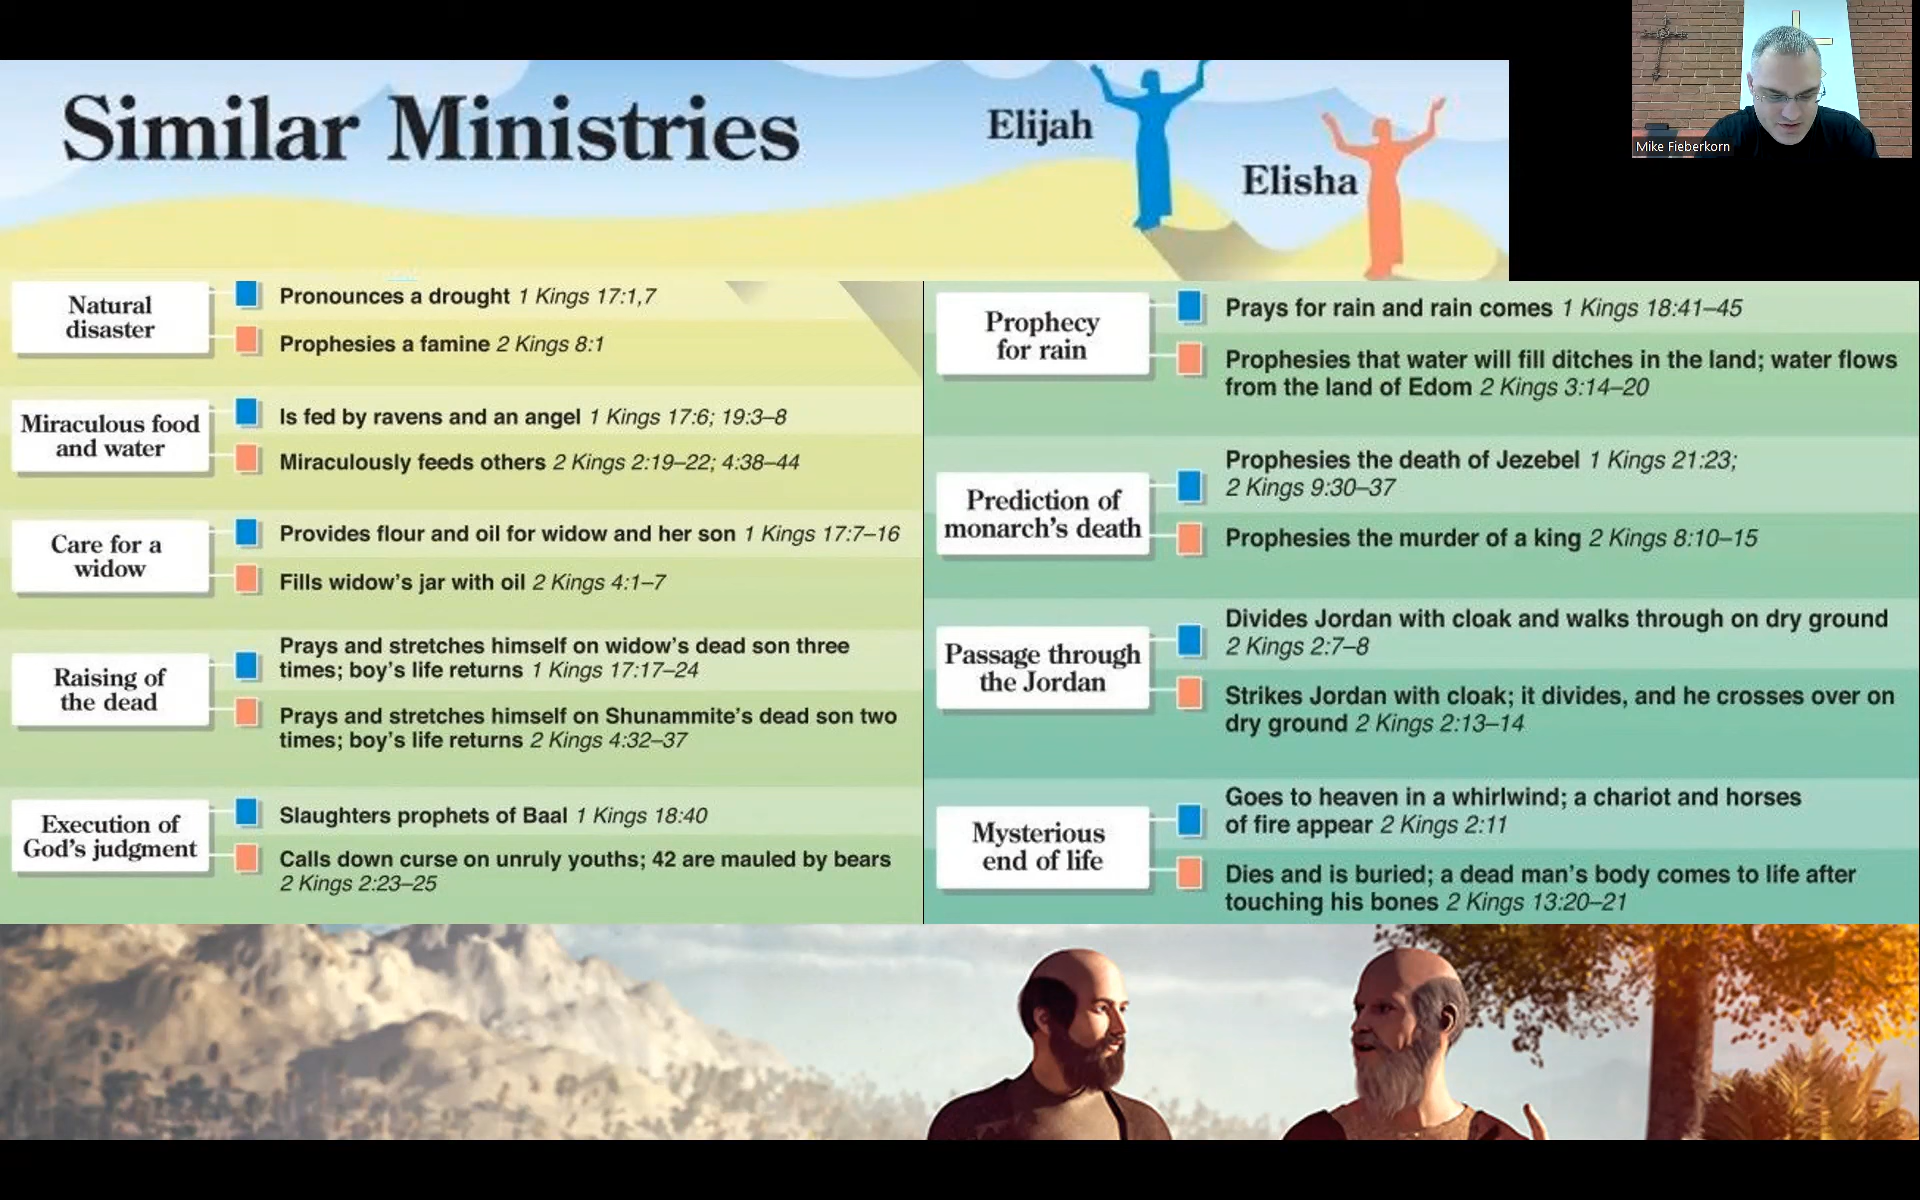 Similar Ministries
Elijah
Elisha
Mike Fieberkorn
Natural
disaster
Pronounces a drought 1 Kings 17:1,7
Prophesies a famine 2 Kings 8:1
Miraculous food
and water
Is fed by ravens and an angel 1 Kings 17:6; 19:3–8
Miraculously feeds others 2 Kings 2:19–22; 4:38–44
Care for a
widow
Provides flour and oil for widow and her son 1 Kings 17:7–16
Fills widow's jar with oil 2 Kings 4:1–7
Raising of
the dead
Prays and stretches himself on widow's dead son three
times; boy's life returns 1 Kings 17:17–24
Prays and stretches himself on Shunammite's dead son two
times; boy's life returns 2 Kings 4:32–37
Execution of
God's judgment
Slaughters prophets of Baal 1 Kings 18:40
Calls down curse on unruly youths; 42 are mauled by bears
2 Kings 2:23–25
Prophecy
for rain
Prays for rain and rain comes 1 Kings 18:41–45
Prophesies that water will fill ditches in the land; water flows
from the land of Edom 2 Kings 3:14–20
Prediction of
monarch's death
Prophesies the death of Jezebel 1 Kings 21:23;
2 Kings 9:30–37
Prophesies the murder of a king 2 Kings 8:10–15
Passage through
the Jordan
Divides Jordan with cloak and walks through on dry ground
2 Kings 2:7–8
Strikes Jordan with cloak; it divides, and he crosses over on
dry ground 2 Kings 2:13–14
Mysterious
end of life
Goes to heaven in a whirlwind; a chariot and horses
of fire appear 2 Kings 2:11
Dies and is buried; a dead man's body comes to life after
touching his bones 2 Kings 13:20–21